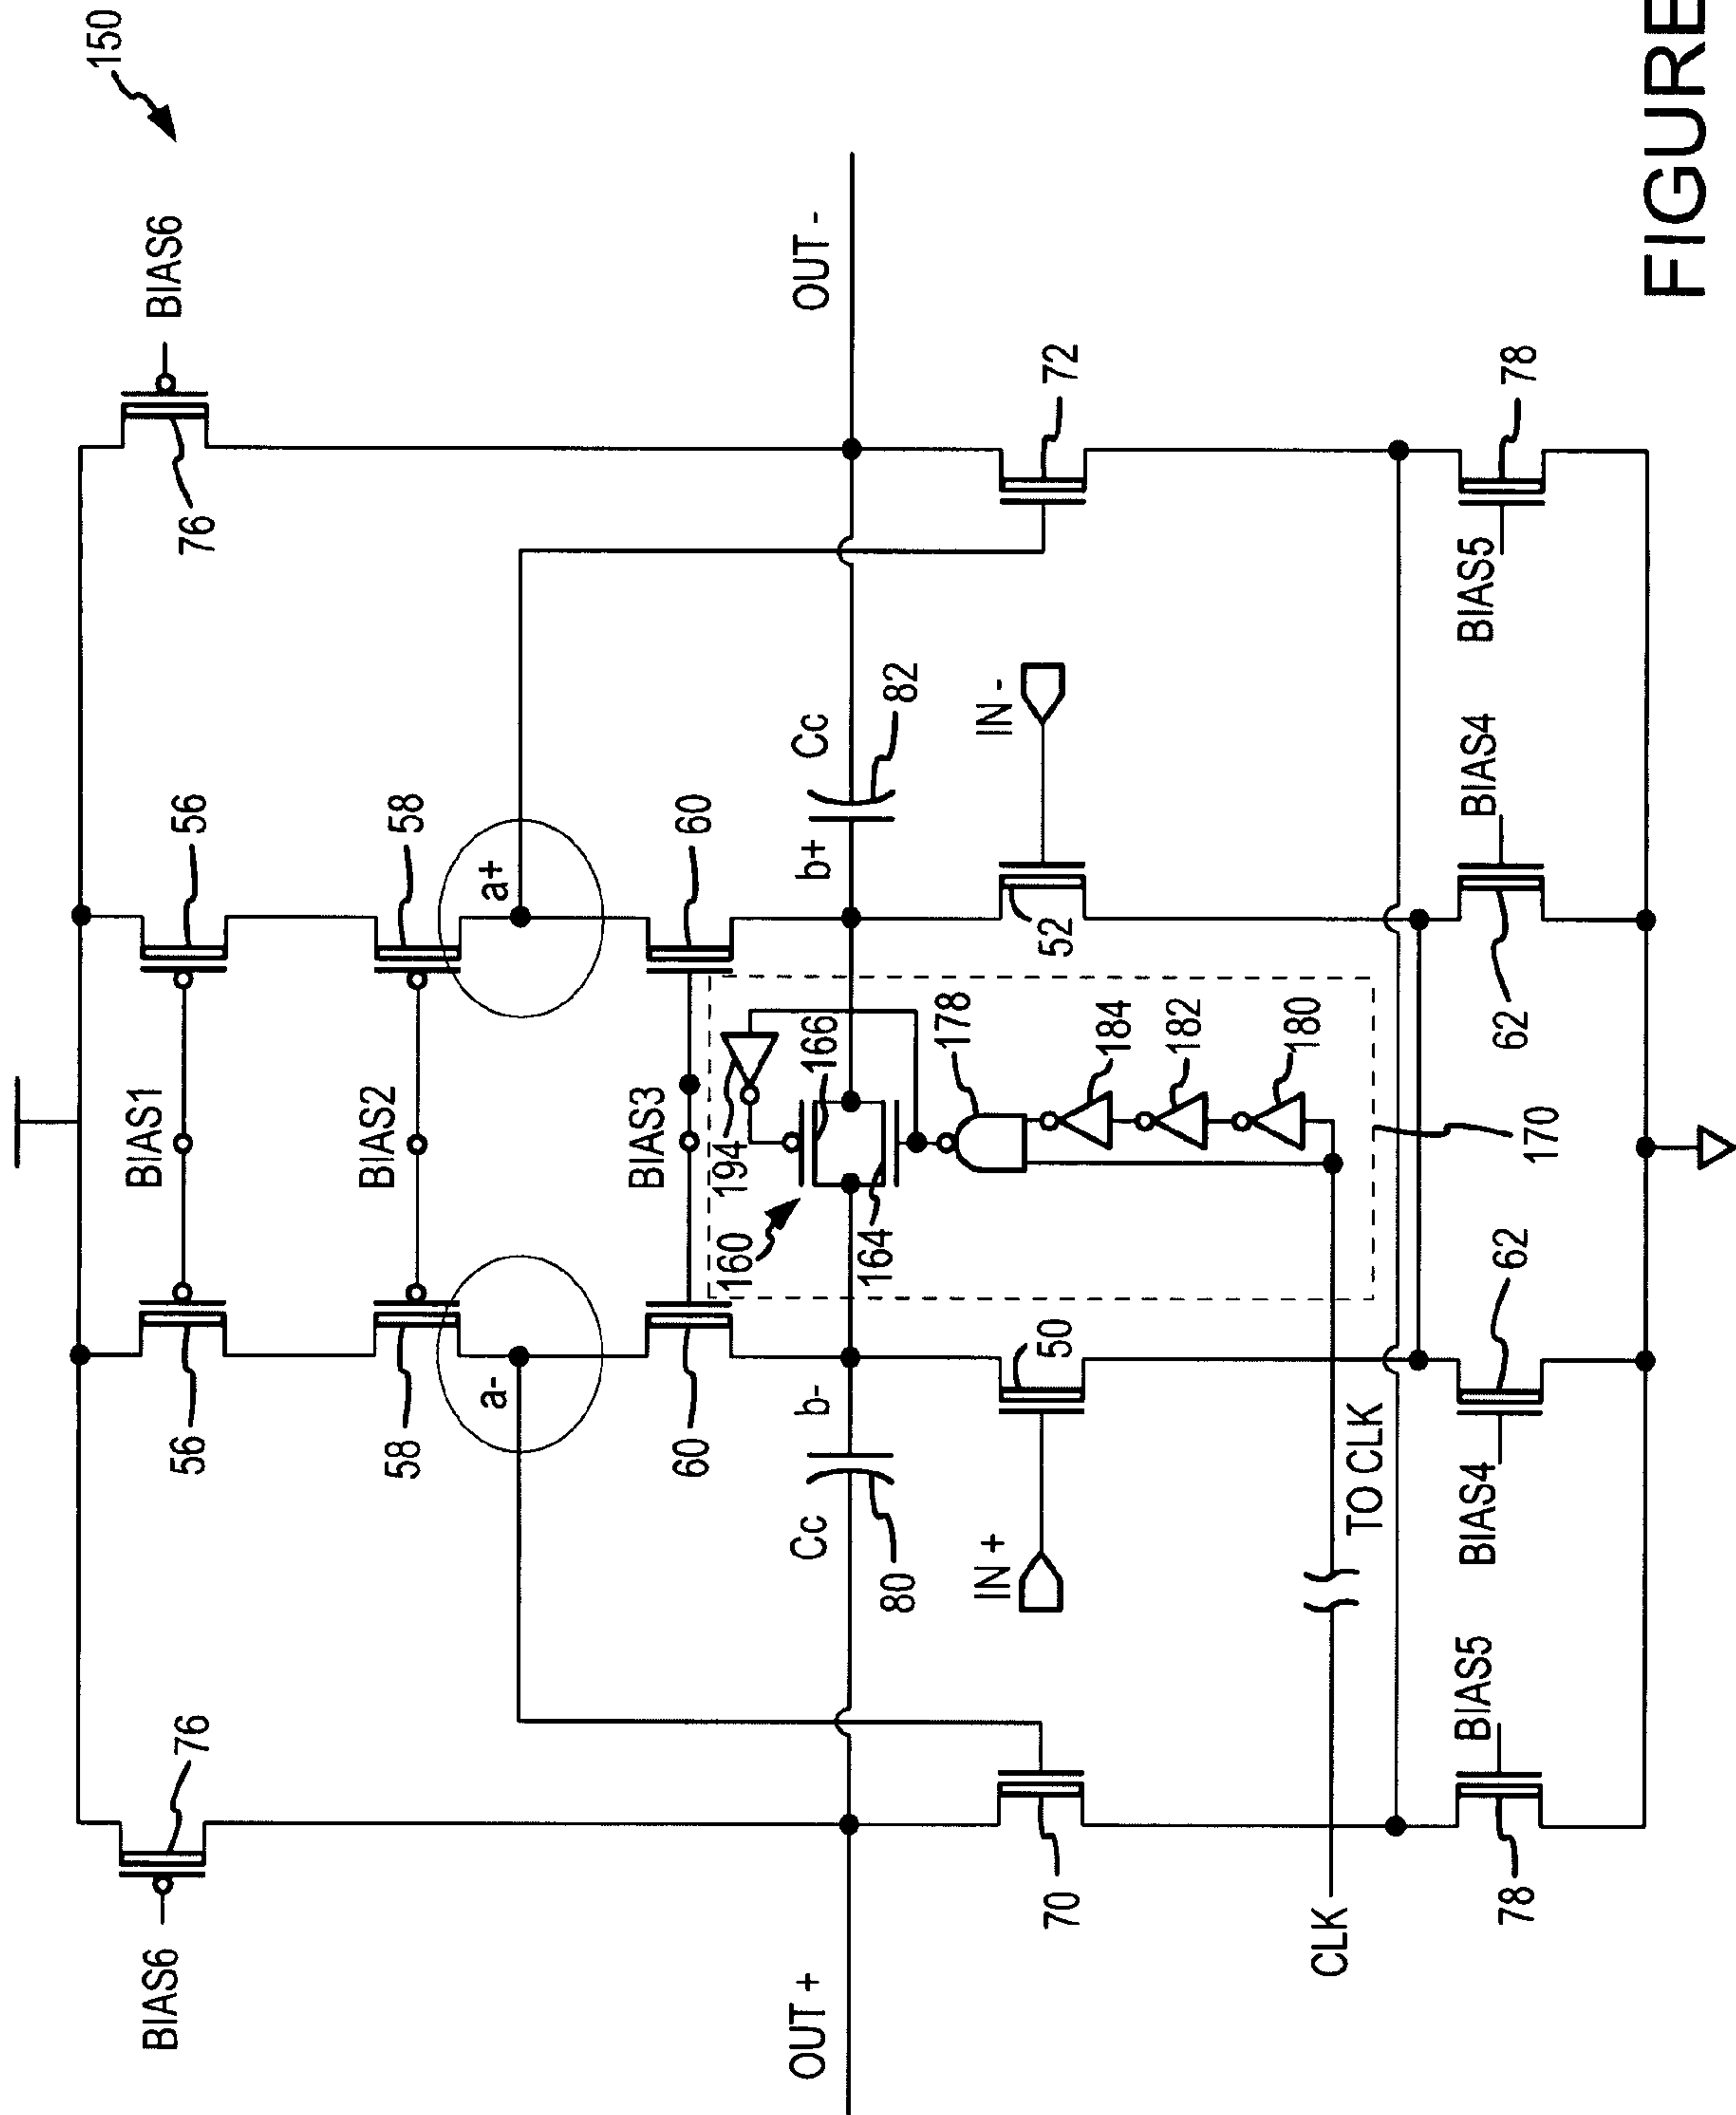 150
BIAS6
BIAS6
76
76
BIAS1
56
56
BIAS2
58
58
a-
a+
BIAS3
60
60
194
166
160
164
OUT +
OUT -
Cc
b-
b+
Cc
80
82
IN +
IN -
50
52
70
72
178
184
182
180
170
CLK
TO CLK
BIAS5
BIAS4
62
BIAS4
BIAS5
78
62
78
FIGURE